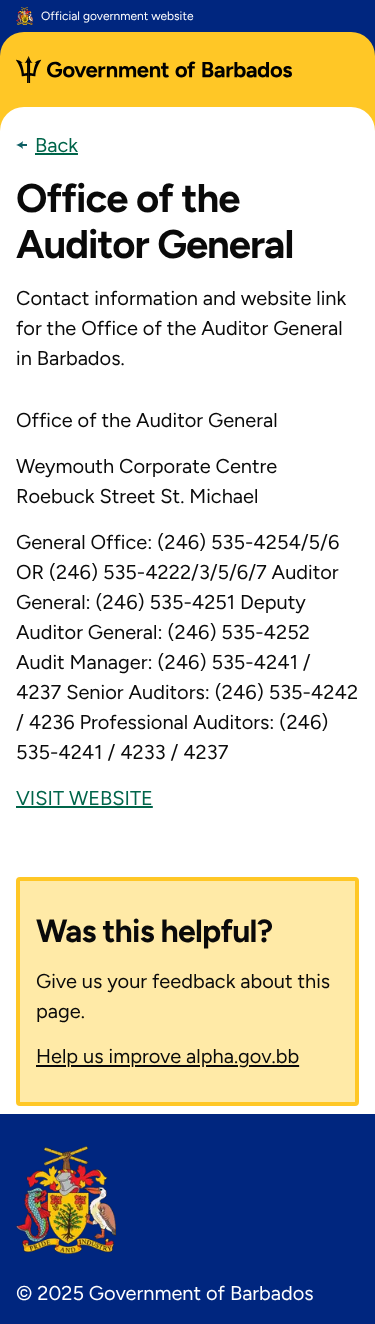 Official government website
Government of Barbados
Back
Office of the
Auditor General
Contact information and website link
for the Office of the Auditor General
in Barbados.
Office of the Auditor General
Weymouth Corporate Centre
Roebuck Street St. Michael
General Office: (246) 535-4254/5/6
OR (246) 535-4222/3/5/6/7 Auditor
General: (246) 535-4251 Deputy
Auditor General: (246) 535-4252
Audit Manager: (246) 535-4241 /
4237 Senior Auditors: (246) 535-4242
/ 4236 Professional Auditors: (246)
535-4241 / 4233 / 4237
VISIT WEBSITE
Was this helpful?
Give us your feedback about this
page.
Help us improve alpha.gov.bb
PRIDE AND INDUSTRY
© 2025 Government of Barbados